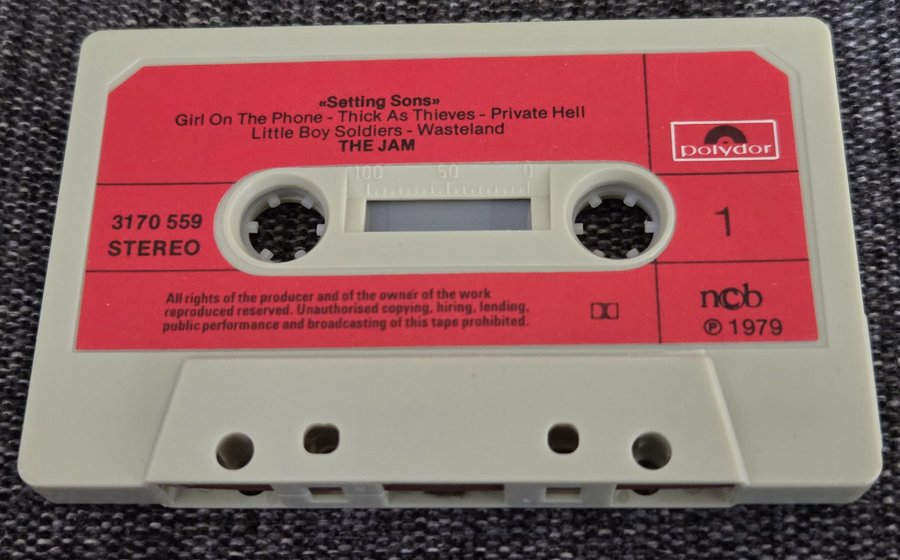 «Setting Sons»
Girl On The Phone - Thick As Thieves - Private Hell
Little Boy Soldiers - Wasteland
THE JAM
polydor
100 50 0
3170 559
STEREO
1
All rights of the producer and of the owner of the work
reproduced reserved. Unauthorised copying, hiring, lending,
public performance and broadcasting of this tape prohibited.
ncb
℗ 1979